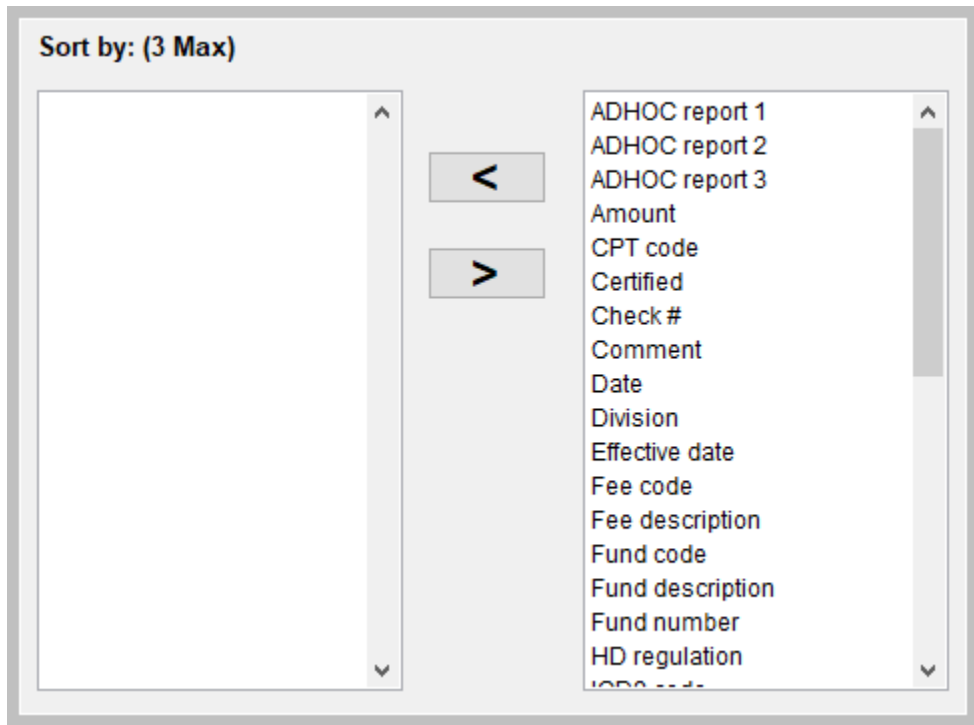 Sort by: (3 Max)
<
>
ADHOC report 1
ADHOC report 2
ADHOC report 3
Amount
CPT code
Certified
Check #
Comment
Date
Division
Effective date
Fee code
Fee description
Fund code
Fund description
Fund number
HD regulation